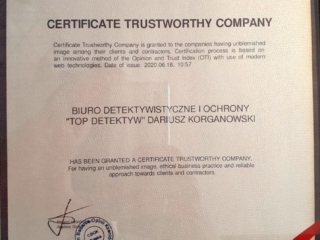 CERTIFICATE TRUSTWORTHY COMPANY
Certificate Trustworthy Company is granted to the companies having unblemished
image among their clients and contractors. Certification process is based on
an innovative method of the Opinion and Trust Index (OTI) with use of modern
web technologies. Date of issue: 2020.06.18, 10:57
BIURO DETEKTYWISTYCZNE I OCHRONY
"TOP DETEKTYW" DARIUSZ KORGANOWSKI
HAS BEEN GRANTED A CERTIFICATE TRUSTWORTHY COMPANY.
For having an unblemished image, ethical business practice and reliable
approach towards clients and contractors.